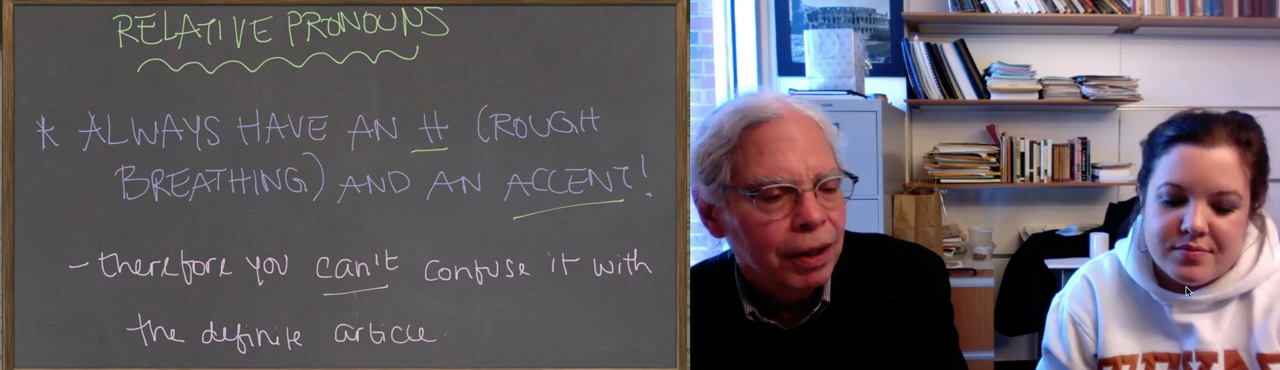 RELATIVE PRONOUNS
* ALWAYS HAVE AN H (ROUGH
BREATHING) AND AN ACCENT!
- therefore you can't confuse it with
the definite article.